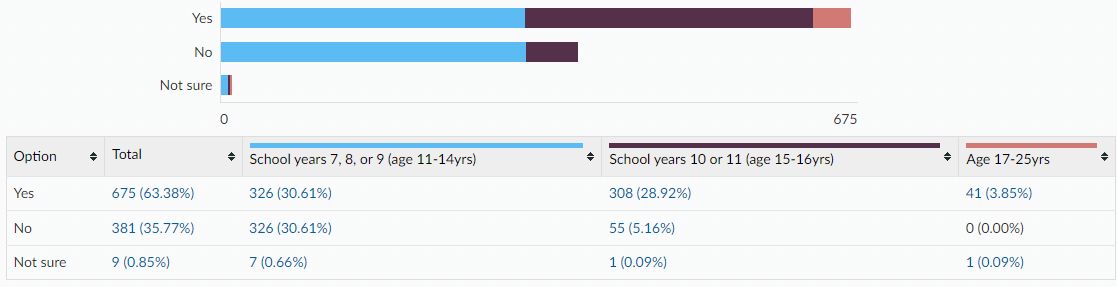 Yes
No
Not sure
0 675
Option Total School years 7, 8, or 9 (age 11-14yrs) School years 10 or 11 (age 15-16yrs) Age 17-25yrs
Yes 675 (63.38%) 326 (30.61%) 308 (28.92%) 41 (3.85%)
No 381 (35.77%) 326 (30.61%) 55 (5.16%) 0 (0.00%)
Not sure 9 (0.85%) 7 (0.66%) 1 (0.09%) 1 (0.09%)